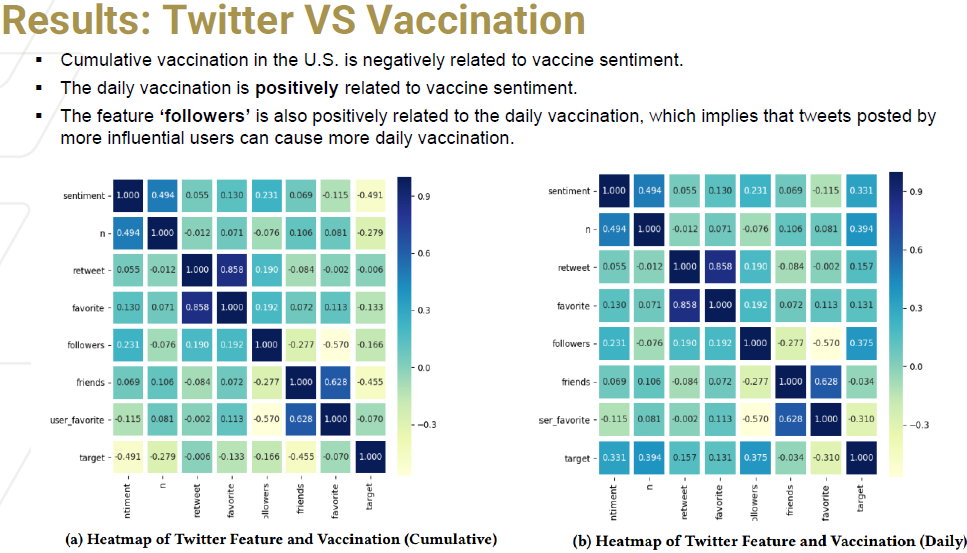 Results: Twitter VS Vaccination
▪ Cumulative vaccination in the U.S. is negatively related to vaccine sentiment.
▪ The daily vaccination is positively related to vaccine sentiment.
▪ The feature ‘followers’ is also positively related to the daily vaccination, which implies that tweets posted by
more influential users can cause more daily vaccination.
sentiment - 1.000 0.494 0.055 0.130 0.231 0.069 -0.115 -0.491
n - 0.494 1.000 -0.012 0.071 -0.076 0.106 0.081 -0.279
retweet - 0.055 -0.012 1.000 0.858 0.190 -0.084 -0.002 -0.006
favorite - 0.130 0.071 0.858 1.000 0.192 0.072 0.113 -0.133
followers - 0.231 -0.076 0.190 0.192 1.000 -0.277 -0.570 -0.166
friends - 0.069 0.106 -0.084 0.072 -0.277 1.000 0.628 -0.455
user_favorite - -0.115 0.081 -0.002 0.113 -0.570 0.628 1.000 -0.070
target - -0.491 -0.279 -0.006 -0.133 -0.166 -0.455 -0.070 1.000
ntiment -
n -
retweet -
favorite -
ollowers -
friends -
favorite -
target -
- 0.9
- 0.6
- 0.3
- 0.0
- −0.3
(a) Heatmap of Twitter Feature and Vaccination (Cumulative)
sentiment - 1.000 0.494 0.055 0.130 0.231 0.069 -0.115 0.331
n - 0.494 1.000 -0.012 0.071 -0.076 0.106 0.081 0.394
retweet - 0.055 -0.012 1.000 0.858 0.190 -0.084 -0.002 0.157
favorite - 0.130 0.071 0.858 1.000 0.192 0.072 0.113 0.131
followers - 0.231 -0.076 0.190 0.192 1.000 -0.277 -0.570 0.375
friends - 0.069 0.106 -0.084 0.072 -0.277 1.000 0.628 -0.034
ser_favorite - -0.115 0.081 -0.002 0.113 -0.570 0.628 1.000 -0.310
target - 0.331 0.394 0.157 0.131 0.375 -0.034 -0.310 1.000
ntiment -
n -
retweet -
favorite -
ollowers -
friends -
favorite -
target -
- 0.9
- 0.6
- 0.3
- 0.0
- −0.3
(b) Heatmap of Twitter Feature and Vaccination (Daily)